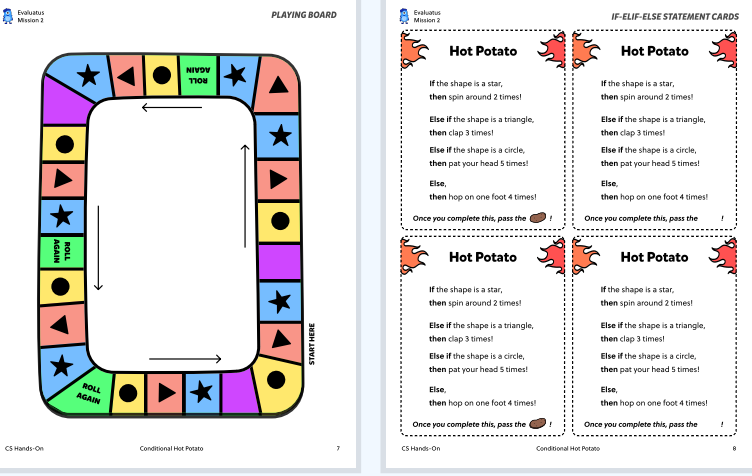 Evaluatus
Mission 2
PLAYING BOARD
ROLL
AGAIN
ROLL
AGAIN
START HERE
ROLL
AGAIN
CS Hands-On
Conditional Hot Potato
7
Evaluatus
Mission 2
IF-ELIF-ELSE STATEMENT CARDS
Hot Potato
If the shape is a star,
then spin around 2 times!
Else if the shape is a triangle,
then clap 3 times!
Else if the shape is a circle,
then pat your head 5 times!
Else,
then hop on one foot 4 times!
Once you complete this, pass the !
Hot Potato
If the shape is a star,
then spin around 2 times!
Else if the shape is a triangle,
then clap 3 times!
Else if the shape is a circle,
then pat your head 5 times!
Else,
then hop on one foot 4 times!
Once you complete this, pass the !
Hot Potato
If the shape is a star,
then spin around 2 times!
Else if the shape is a triangle,
then clap 3 times!
Else if the shape is a circle,
then pat your head 5 times!
Else,
then hop on one foot 4 times!
Once you complete this, pass the !
Hot Potato
If the shape is a star,
then spin around 2 times!
Else if the shape is a triangle,
then clap 3 times!
Else if the shape is a circle,
then pat your head 5 times!
Else,
then hop on one foot 4 times!
Once you complete this, pass the !
CS Hands-On
Conditional Hot Potato
8